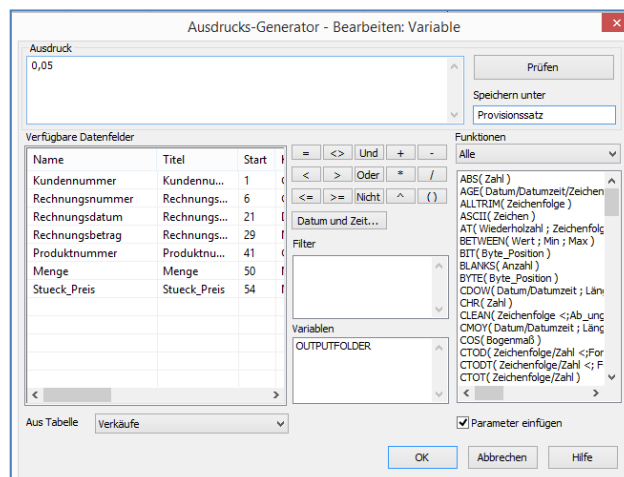 Ausdrucks-Generator - Bearbeiten: Variable
Ausdruck
0,05
Prüfen
Speichern unter
Provisionssatz
Verfügbare Datenfelder
Name Titel Start
Kundennummer Kundennu... 1
Rechnungsnummer Rechnungs... 6
Rechnungsdatum Rechnungs... 21
Rechnungsbetrag Rechnungs... 29
Produktnummer Produktnu... 41
Menge Menge 50
Stueck_Preis Stueck_Preis 54
= <> Und + -
< > Oder * /
<= >= Nicht ^ ( )
Datum und Zeit...
Filter
Variablen
OUTPUTFOLDER
Funktionen
Alle
ABS( Zahl )
AGE( Datum/Datumzeit/Zeichen
ALLTRIM( Zeichenfolge )
ASCII( Zeichen )
AT( Wiederholzahl ; Zeichenfolg
BETWEEN( Wert ; Min ; Max )
BIT( Byte_Position )
BLANKS( Anzahl )
BYTE( Byte_Position )
CDOW( Datum/Datumzeit ; Läng
CHR( Zahl )
CLEAN( Zeichenfolge <;Ab_ung
CMOY( Datum/Datumzeit ; Läng
COS( Bogenmaß )
CTOD( Zeichenfolge/Zahl <;For
CTODT( Zeichenfolge/Zahl <; F
CTOT( Zeichenfolge/Zahl )
Aus Tabelle Verkäufe
Parameter einfügen
OK Abbrechen Hilfe